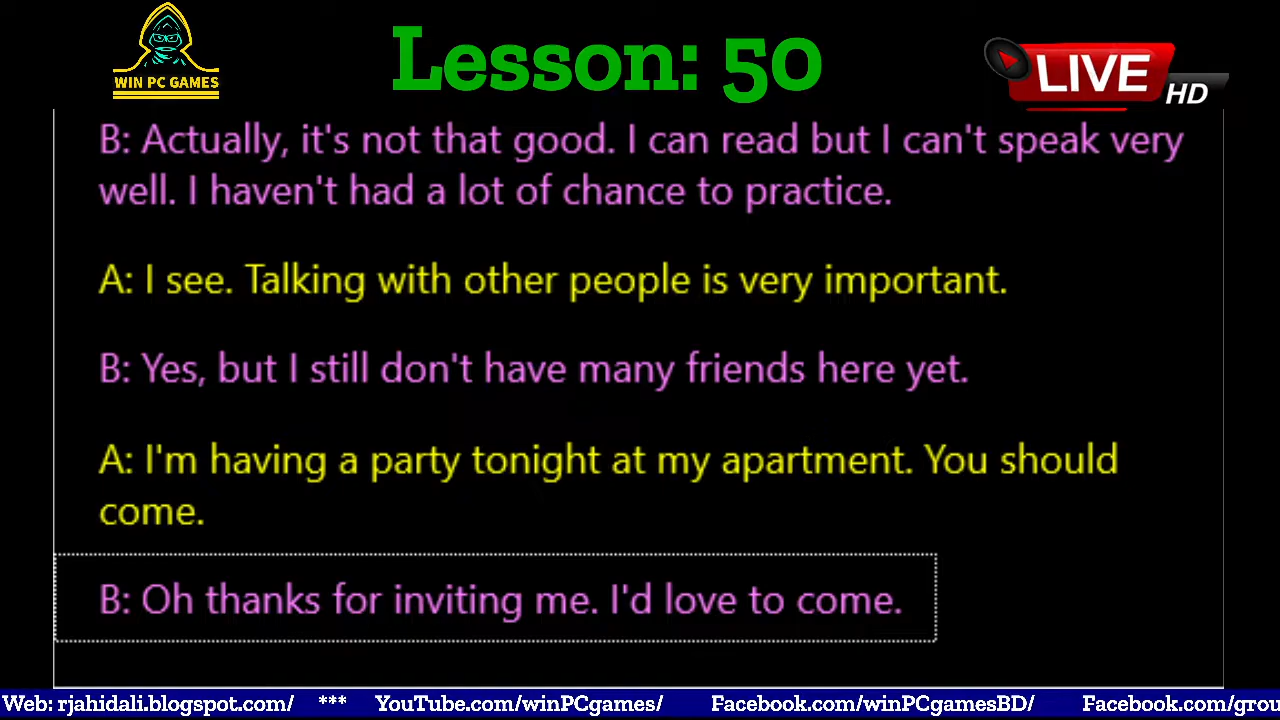 WIN PC GAMES
Lesson: 50
LIVE
HD
B: Actually, it's not that good. I can read but I can't speak very
well. I haven't had a lot of chance to practice.
A: I see. Talking with other people is very important.
B: Yes, but I still don't have many friends here yet.
A: I'm having a party tonight at my apartment. You should
come.
B: Oh thanks for inviting me. I'd love to come.
Web: rjahidali.blogspot.com/ *** YouTube.com/winPCgames/ Facebook.com/winPCgamesBD/ Facebook.com/grou